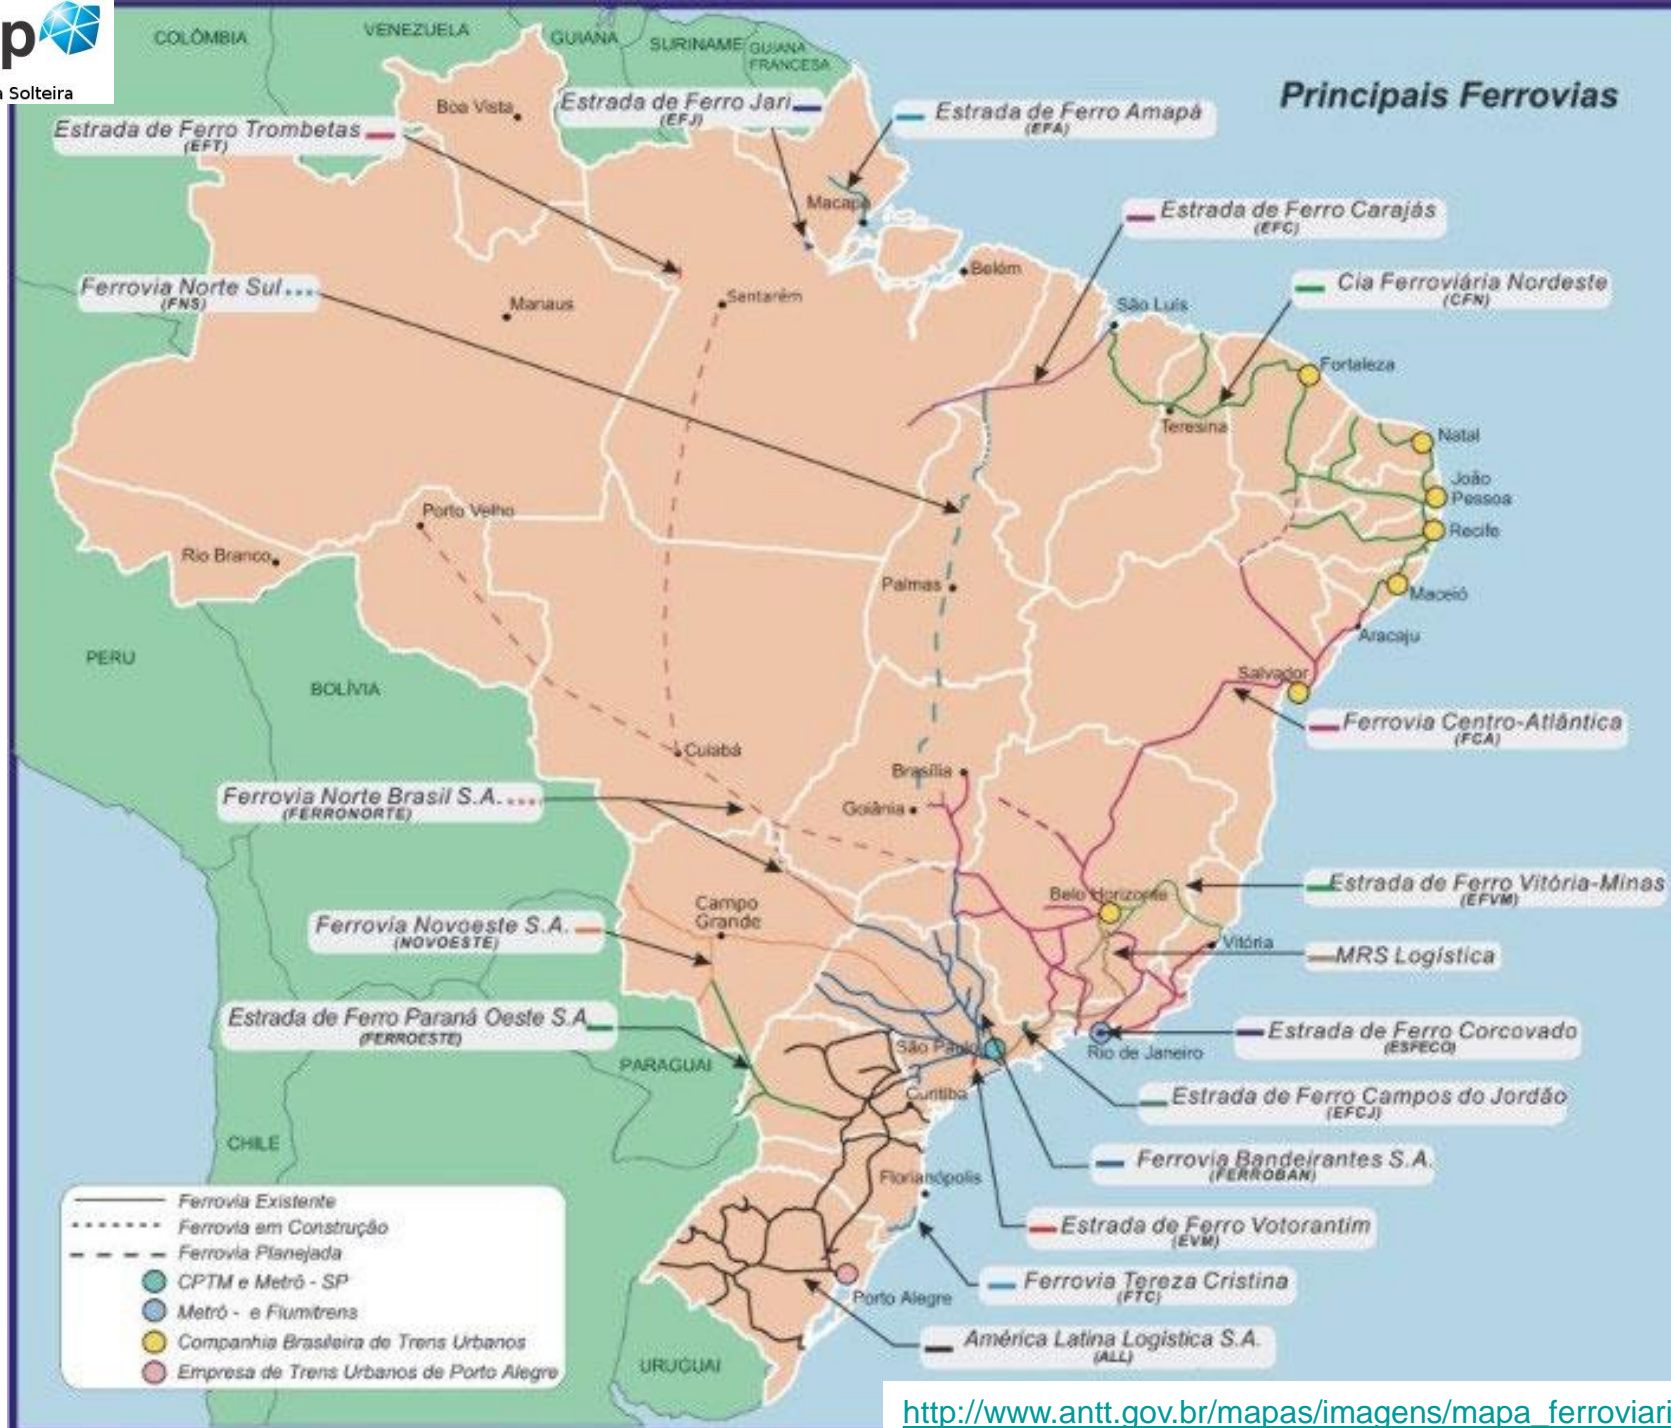 p
a Solteira
Principais Ferrovias
COLÔMBIA
VENEZUELA
GUIANA
SURINAME
GUIANA
FRANCESA
Boa Vista
Estrada de Ferro Jari
(EFJ)
Estrada de Ferro Amapá
(EFA)
Estrada de Ferro Trombetas
(EFT)
Macapá
Estrada de Ferro Carajás
(EFC)
Belém
Ferrovia Norte Sul
(FNS)
Manaus
Santarém
São Luís
Cia Ferroviária Nordeste
(CFN)
Fortaleza
Teresina
Natal
João
Pessoa
Recife
Porto Velho
Rio Branco
Palmas
Maceió
Aracaju
PERU
BOLÍVIA
Salvador
Ferrovia Centro-Atlântica
(FCA)
Cuiabá
Brasília
Goiânia
Ferrovia Norte Brasil S.A.
(FERRONORTE)
Belo Horizonte
Estrada de Ferro Vitória-Minas
(EFVM)
Campo
Grande
Ferrovia Novoeste S.A.
(NOVOESTE)
Vitória
MRS Logística
Estrada de Ferro Paraná Oeste S.A
(FERROESTE)
São Paulo
Rio de Janeiro
Estrada de Ferro Corcovado
(ESFECO)
PARAGUAI
Curitiba
Estrada de Ferro Campos do Jordão
(EFCJ)
CHILE
Ferrovia Bandeirantes S.A.
(FERROBAN)
Florianópolis
Estrada de Ferro Votorantim
(EVM)
Ferrovia Tereza Cristina
(FTC)
Porto Alegre
América Latina Logística S.A.
(ALL)
URUGUAI
Ferrovia Existente
Ferrovia em Construção
Ferrovia Planejada
CPTM e Metrô - SP
Metrô - e Flumitrens
Companhia Brasileira de Trens Urbanos
Empresa de Trens Urbanos de Porto Alegre
http://www.antt.gov.br/mapas/imagens/mapa_ferroviari